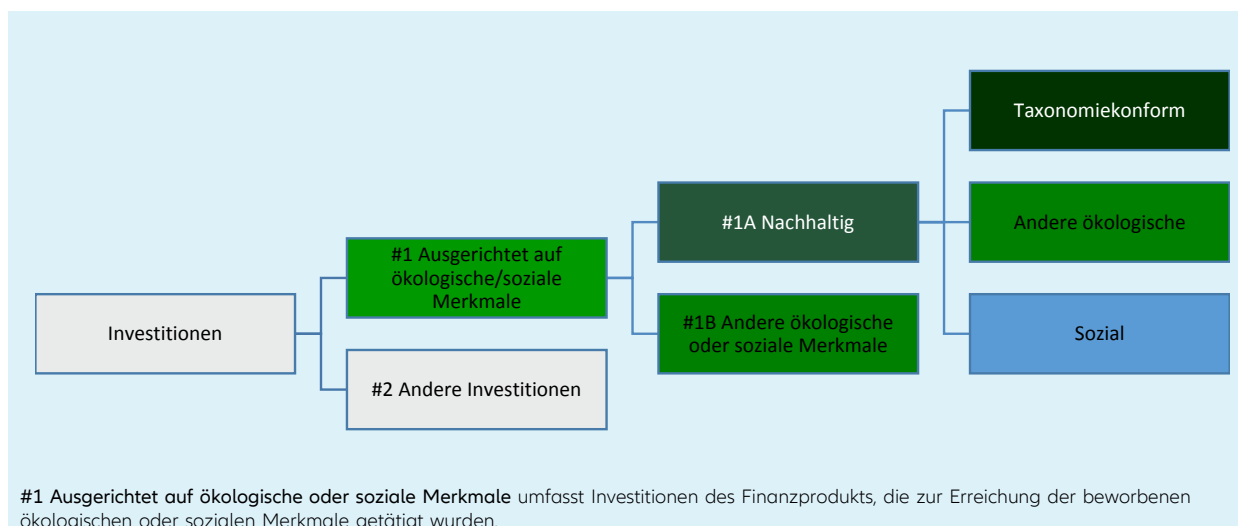 Investitionen
#1 Ausgerichtet auf
ökologische/soziale
Merkmale
#2 Andere Investitionen
#1A Nachhaltig
#1B Andere ökologische
oder soziale Merkmale
Taxonomiekonform
Andere ökologische
Sozial
#1 Ausgerichtet auf ökologische oder soziale Merkmale umfasst Investitionen des Finanzprodukts, die zur Erreichung der beworbenen
ökologischen oder sozialen Merkmale getätigt wurden.